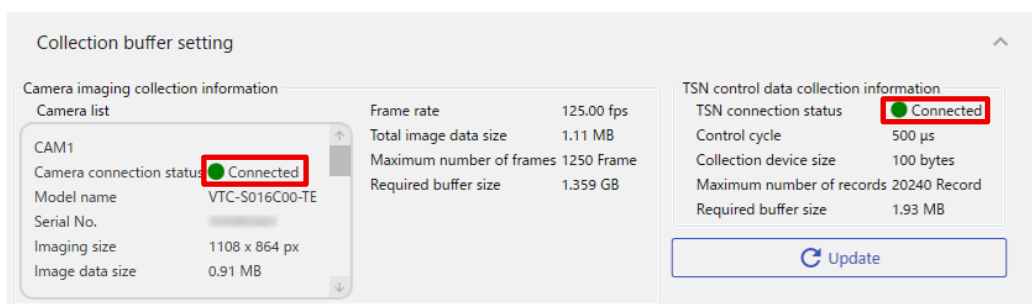 Collection buffer setting
Camera imaging collection information
Camera list
CAM1
Camera connection status Connected
Model name VTC-S016C00-TE
Serial No.
Imaging size 1108 x 864 px
Image data size 0.91 MB
Frame rate 125.00 fps
Total image data size 1.11 MB
Maximum number of frames 1250 Frame
Required buffer size 1.359 GB
TSN control data collection information
TSN connection status Connected
Control cycle 500 μs
Collection device size 100 bytes
Maximum number of records 20240 Record
Required buffer size 1.93 MB
Update